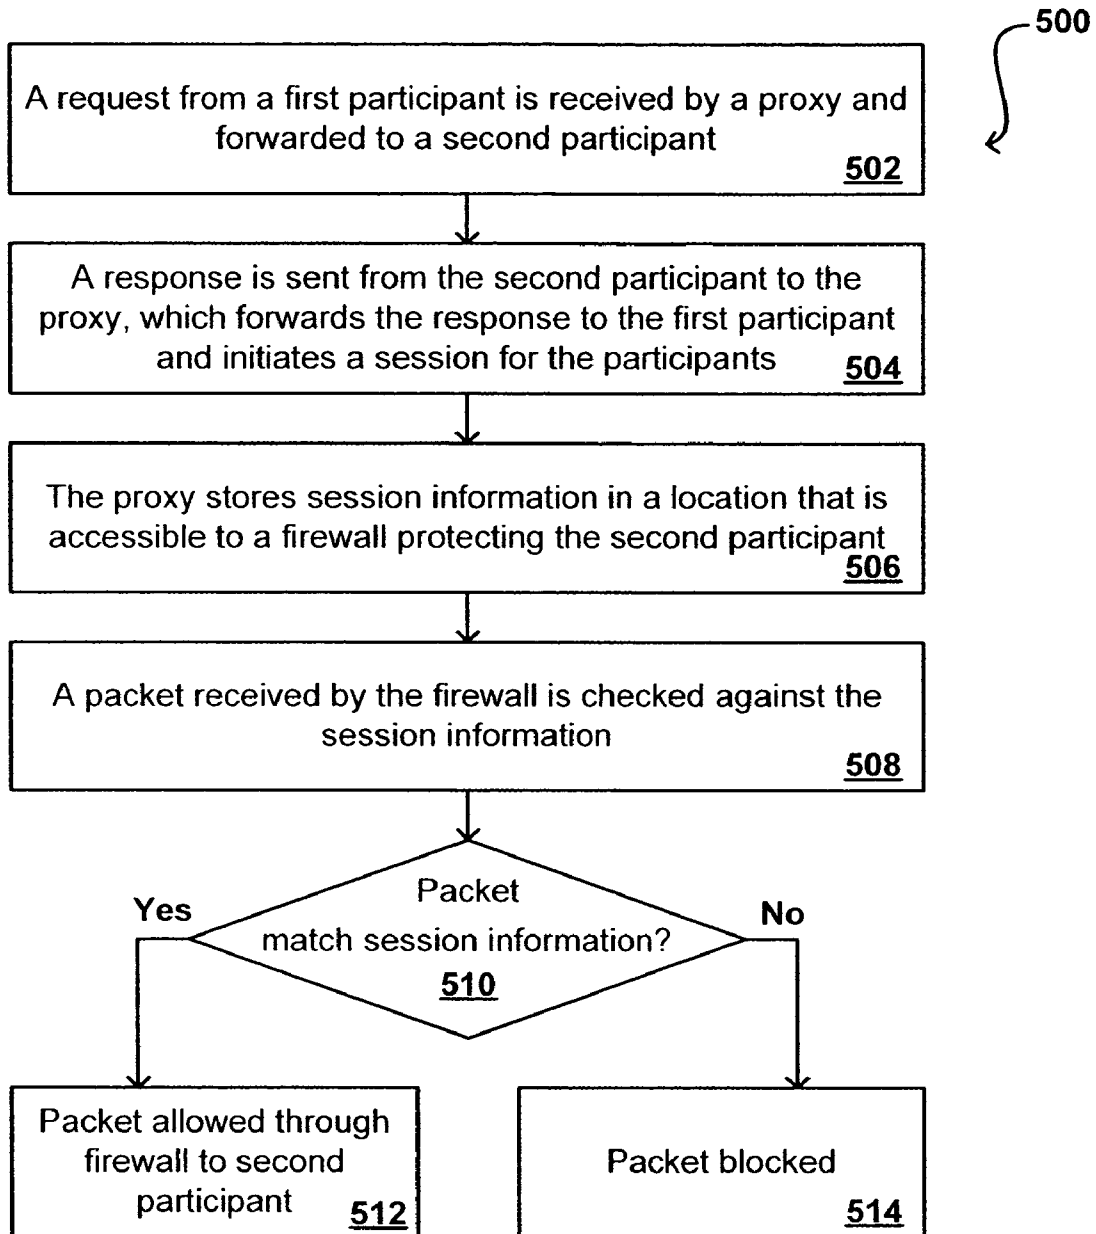 500
A request from a first participant is received by a proxy and
forwarded to a second participant
502
A response is sent from the second participant to the
proxy, which forwards the response to the first participant
and initiates a session for the participants
504
The proxy stores session information in a location that is
accessible to a firewall protecting the second participant
506
A packet received by the firewall is checked against the
session information
508
Packet
match session information?
510
Yes
No
Packet allowed through
firewall to second
participant
512
Packet blocked
514